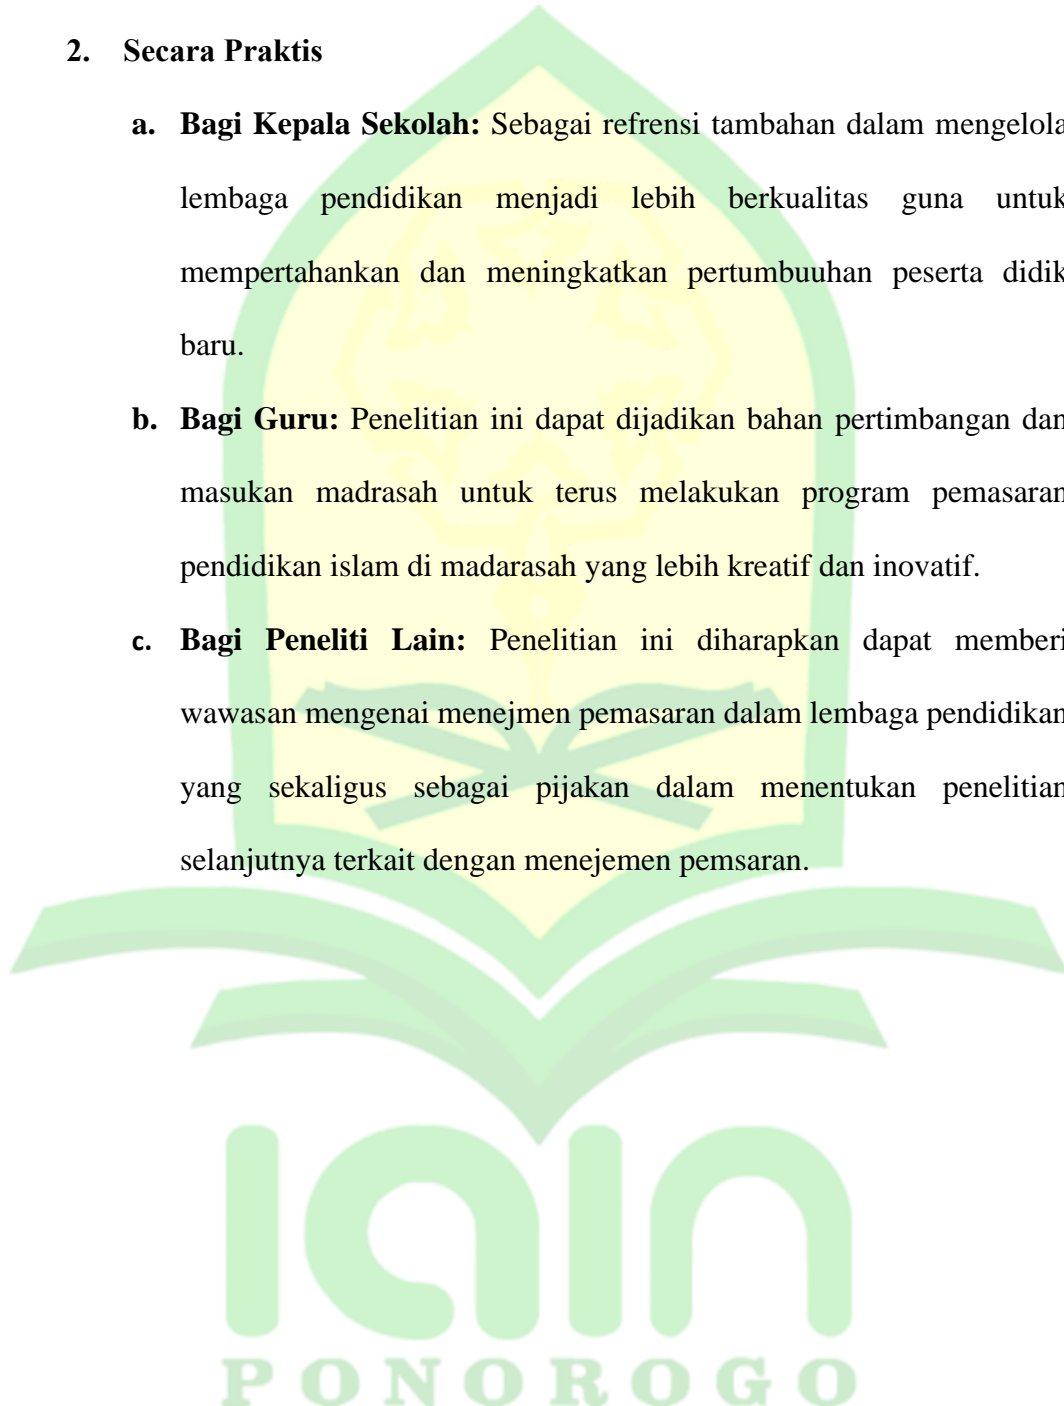 2. Secara Praktis
a. Bagi Kepala Sekolah: Sebagai refrensi tambahan dalam mengelola
lembaga pendidikan menjadi lebih berkualitas guna untuk
mempertahankan dan meningkatkan pertumbuuhan peserta didik
baru.
b. Bagi Guru: Penelitian ini dapat dijadikan bahan pertimbangan dan
masukan madrasah untuk terus melakukan program pemasaran
pendidikan islam di madarasah yang lebih kreatif dan inovatif.
c. Bagi Peneliti Lain: Penelitian ini diharapkan dapat memberi
wawasan mengenai menejmen pemasaran dalam lembaga pendidikan
yang sekaligus sebagai pijakan dalam menentukan penelitian
selanjutnya terkait dengan menejemen pemsaran.
iain
PONOROGO